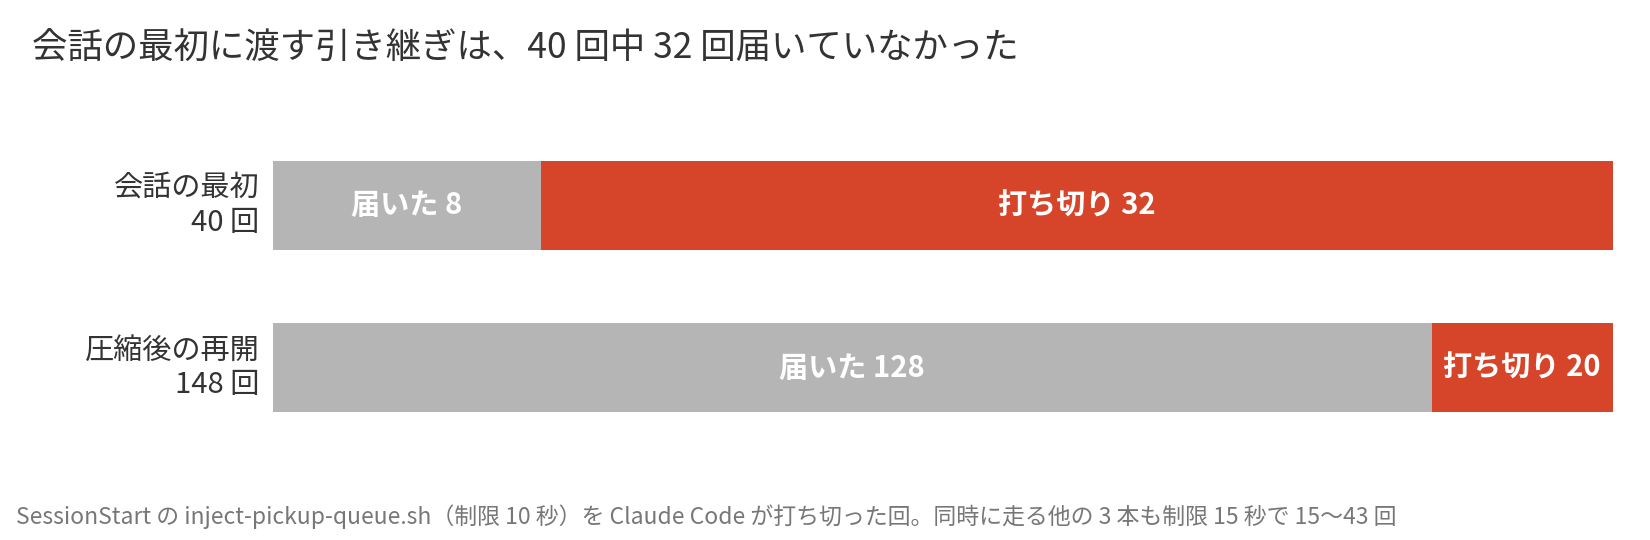 会話の最初に渡す引き継ぎは、40 回中 32 回届いていなかった
会話の最初
40 回
届いた 8
打ち切り 32
圧縮後の再開
148 回
届いた 128
打ち切り 20
SessionStart の inject-pickup-queue.sh（制限 10 秒）を Claude Code が打ち切った回。同時に走る他の 3 本も制限 15 秒で 15〜43 回